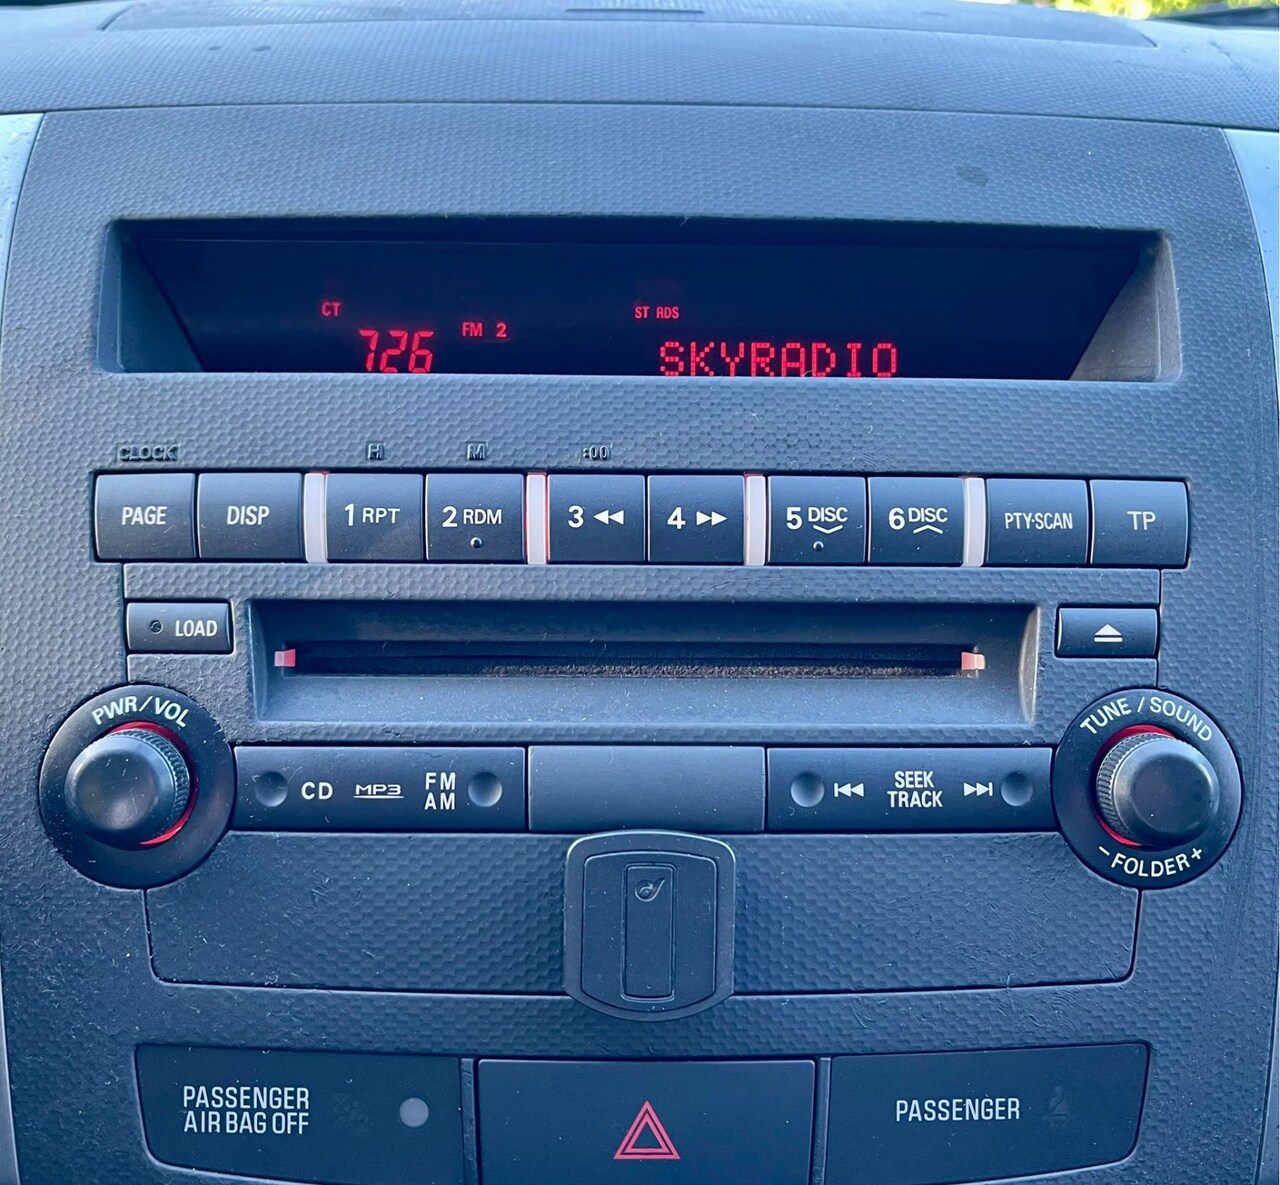 CT
726
FM 2
ST RDS
SKYRADIO
CLOCK H M :00
PAGE DISP 1 RPT 2 RDM 3 4 5 DISC 6 DISC PTY·SCAN TP
LOAD
PWR/VOL
TUNE / SOUND
CD MP3 FM
AM
SEEK
TRACK
- FOLDER +
PASSENGER
AIR BAG OFF
PASSENGER